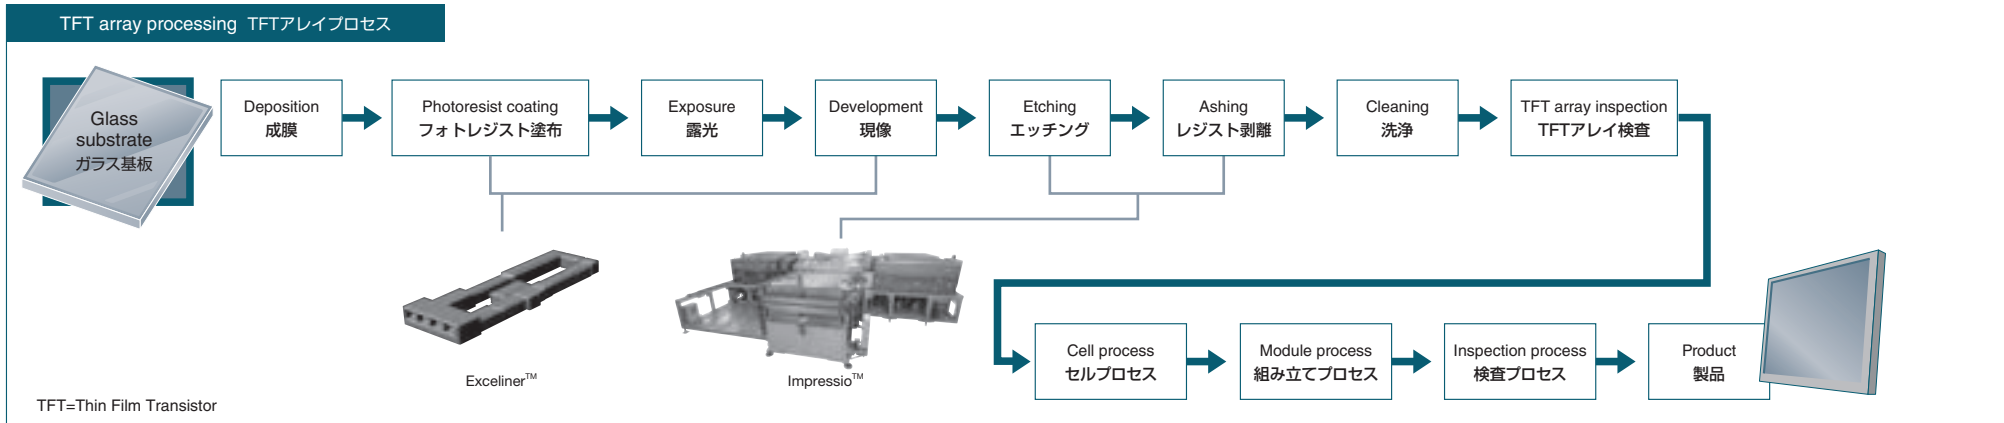 TFT array processing TFTアレイプロセス
Glass
substrate
ガラス基板
Deposition
成膜
Photoresist coating
フォトレジスト塗布
Exposure
露光
Development
現像
Etching
エッチング
Ashing
レジスト剥離
Cleaning
洗浄
TFT array inspection
TFTアレイ検査
Exceliner™
Impressio™
Cell process
セルプロセス
Module process
組み立てプロセス
Inspection process
検査プロセス
Product
製品
TFT=Thin Film Transistor